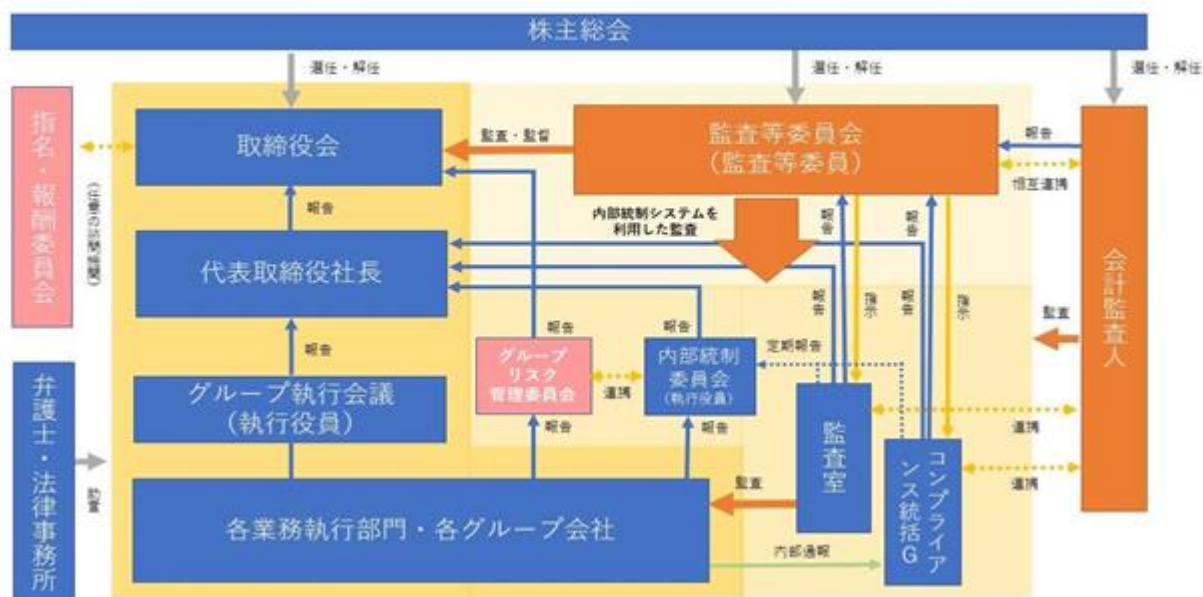 株主総会
選任・解任
選任・解任
選任・解任
指名・報酬委員会
(任意の諮問機関)
取締役会
監査・監督
監査等委員会
(監査等委員)
報告
相互連携
会計監査人
報告
内部統制システムを
利用した監査
報告
報告
代表取締役社長
報告
指示
報告
指示
監査
報告
報告
報告
定期報告
グループ
リスク
管理委員会
連携
内部統制
委員会
(執行役員)
グループ執行会議
(執行役員)
報告
報告
監査室
連携
コンプライア
ンス統括G
連携
弁護士・法律事務所
助言
各業務執行部門・各グループ会社
監査
内部通報